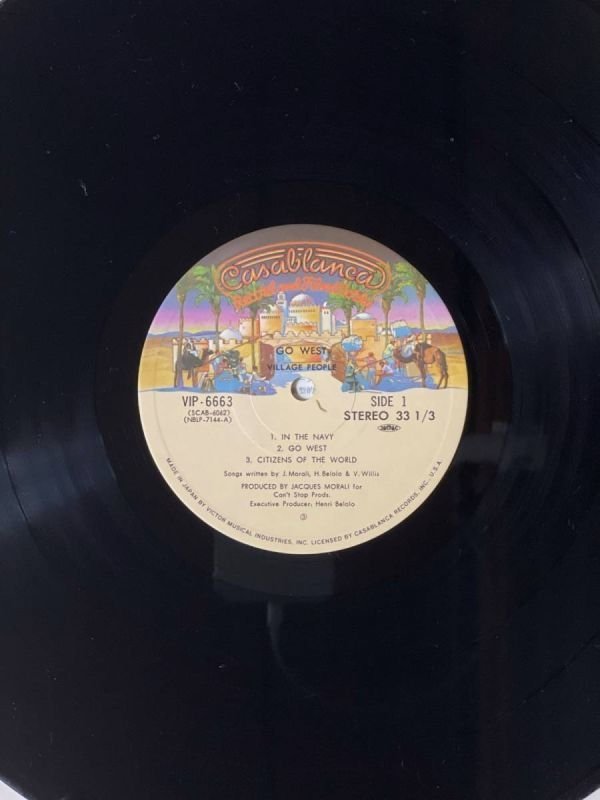 Casablanca
Record and FilmWorks
GO WEST
VILLAGE PEOPLE
VIP-6663
(SCAB-6062)
(NBLP-7144-A)
SIDE 1
STEREO 33 1/3
1. IN THE NAVY
2. GO WEST
3. CITIZENS OF THE WORLD
Songs written by J. Morali, H. Belolo & V. Willis
PRODUCED BY JACQUES MORALI for
Can't Stop Prods.
Executive Producer: Henri Belolo
③
MADE IN JAPAN BY VICTOR MUSICAL INDUSTRIES, INC. LICENSED BY CASABLANCA RECORDS, INC., U.S.A.